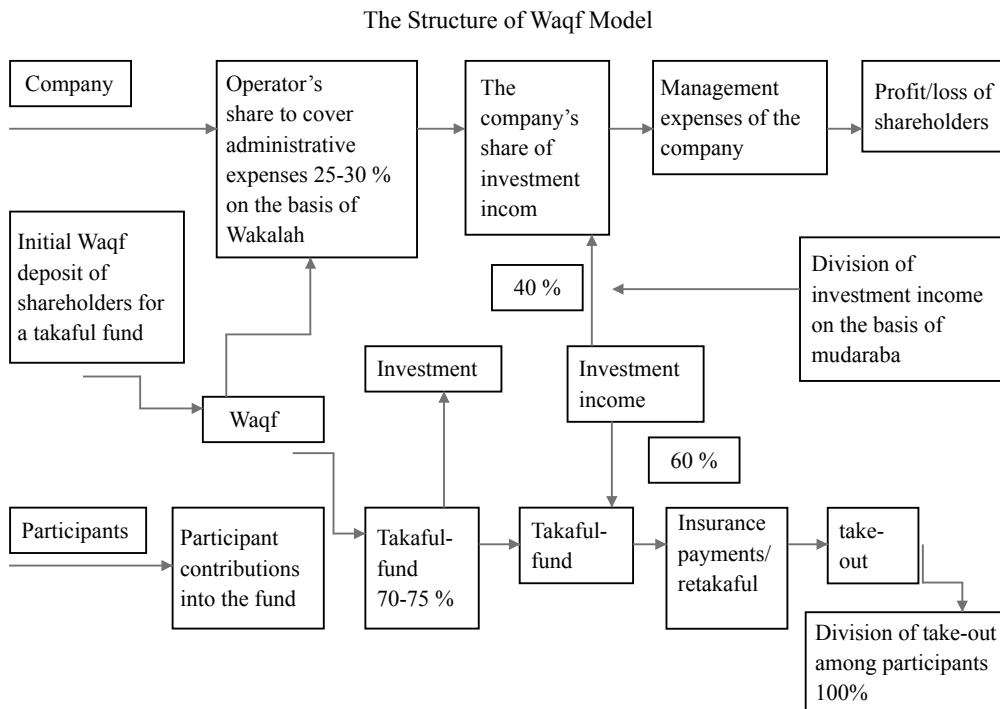 The Structure of Waqf Model
Company
Operator’s
share to cover
administrative
expenses 25-30 %
on the basis of
Wakalah
The
company’s
share of
investment
incom
Management
expenses of the
company
Profit/loss of
shareholders
Initial Waqf
deposit of
shareholders for
a takaful fund
40 %
Division of
investment income
on the basis of
mudaraba
Investment
Investment
income
Waqf
60 %
Participants
Participant
contributions
into the fund
Takaful-
fund
70-75 %
Takaful-
fund
Insurance
payments/
retakaful
take-
out
Division of take-out
among participants
100%